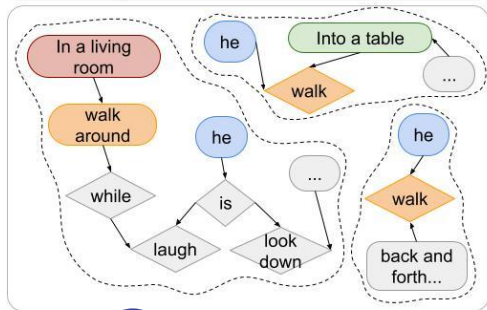 In a living
room
walk
around
while
laugh
he
is
...
look
down
he
Into a table
walk
...
he
walk
back and
forth...